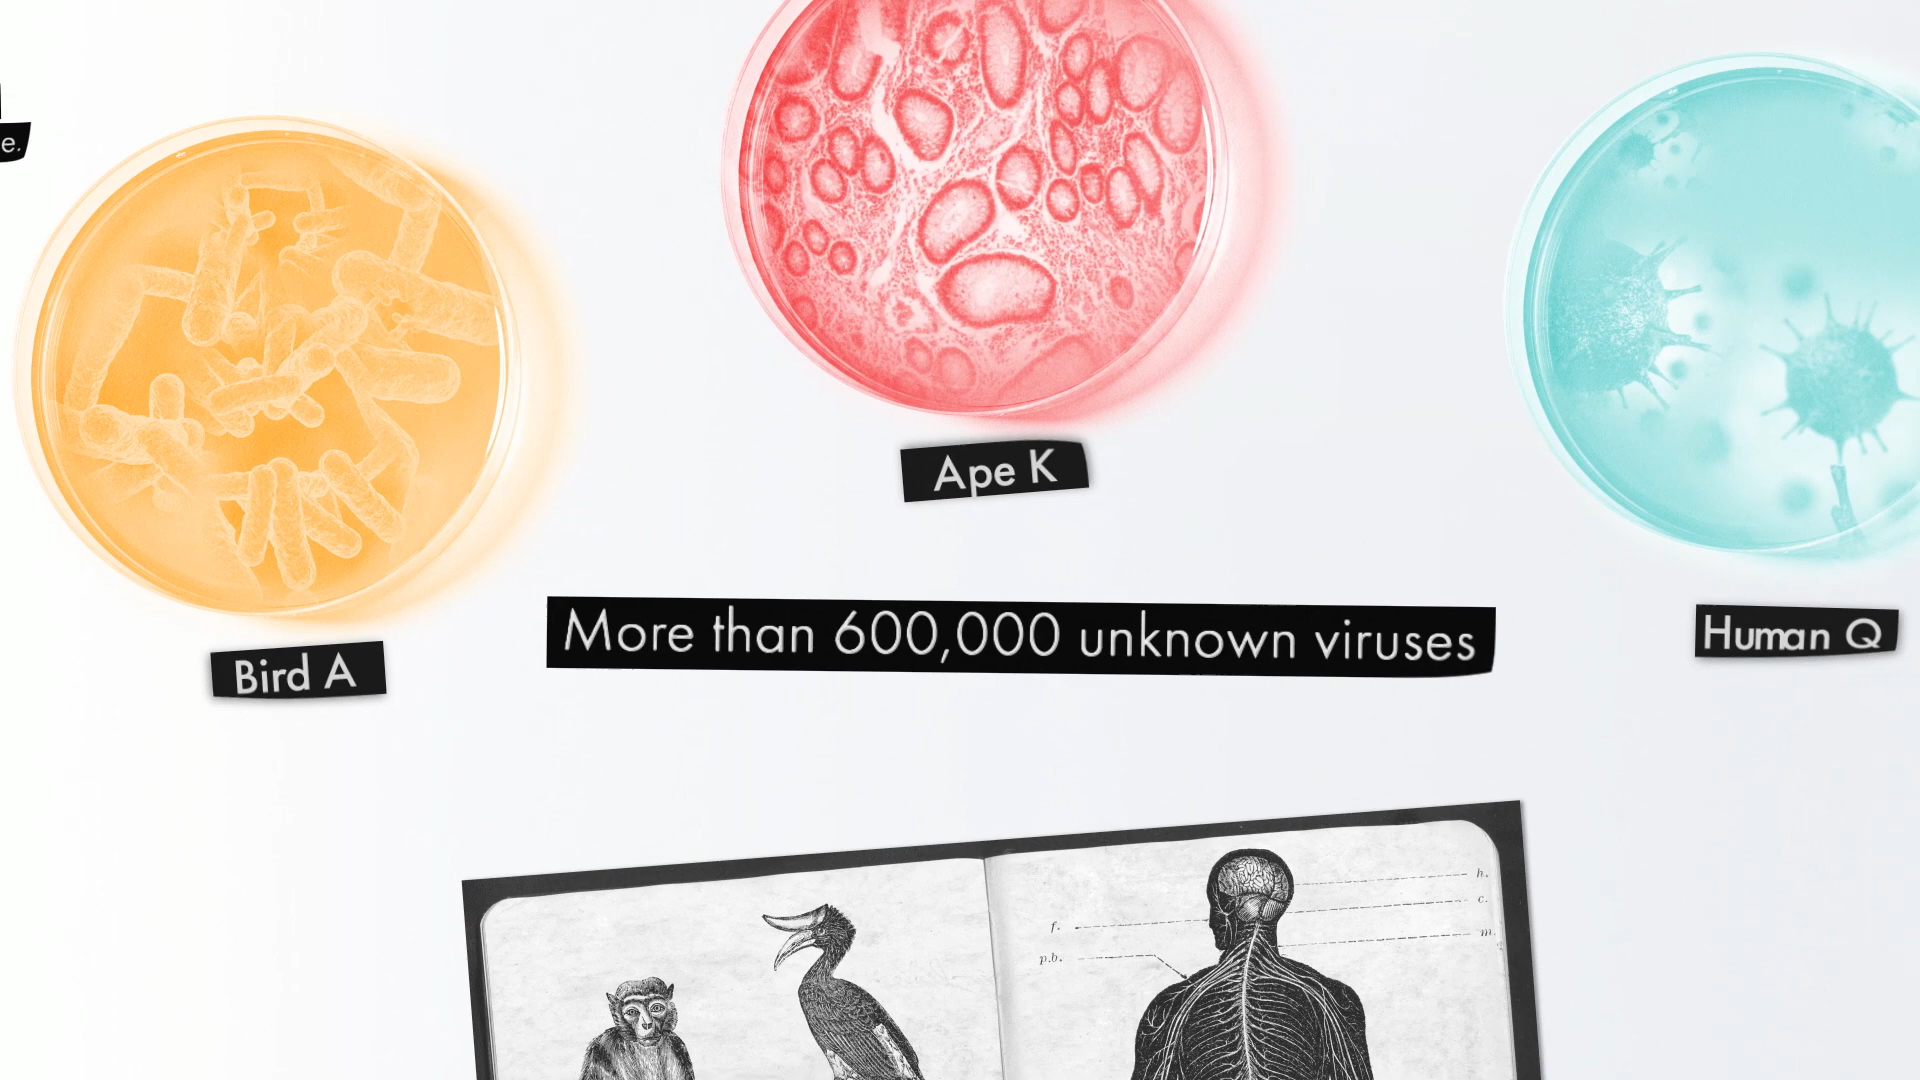 e.
Ape K
More than 600,000 unknown viruses
Human Q
Bird A
h.
c.
f.
m.
p.b.